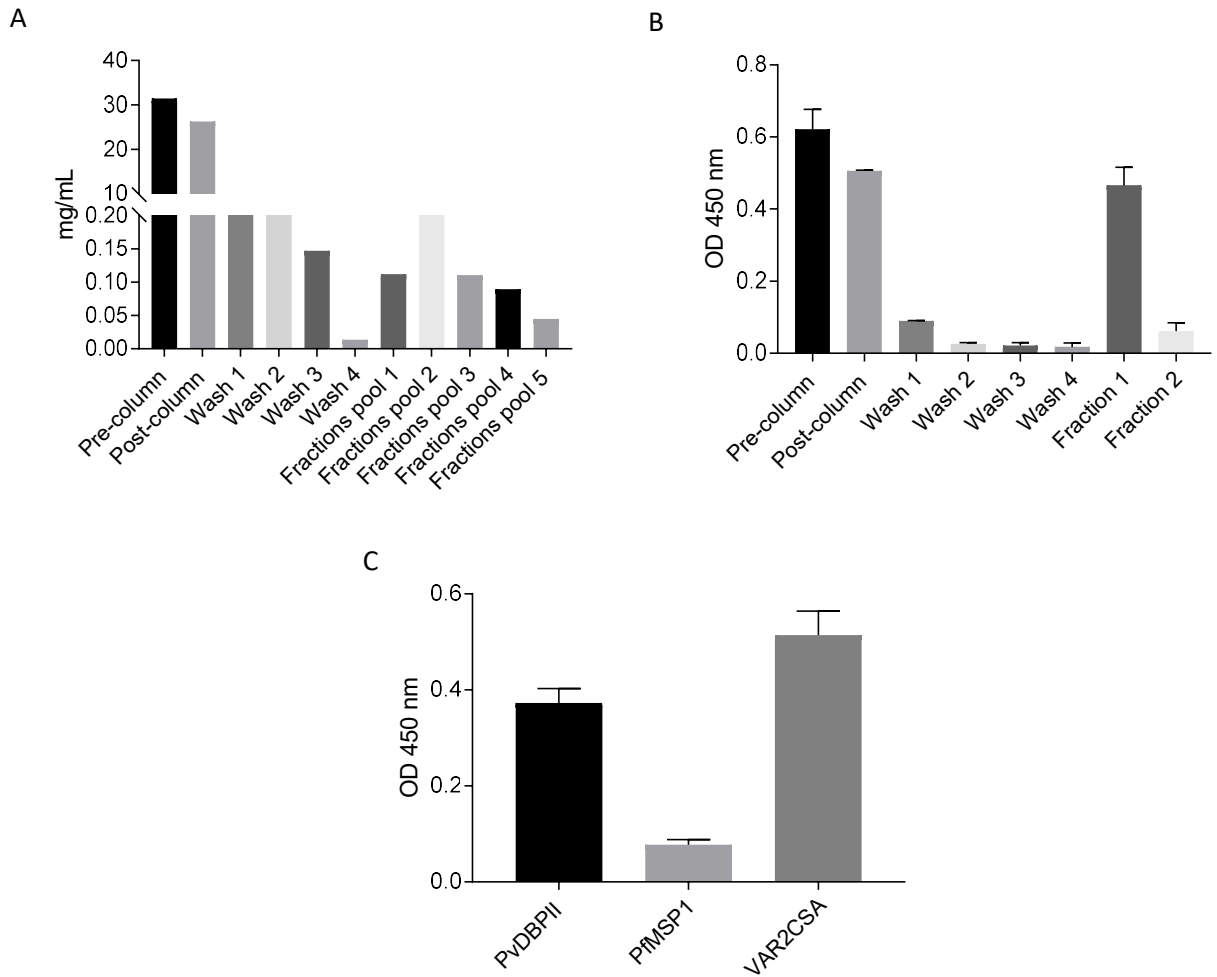 A
mg/mL
40
30
20
10
0.20
0.15
0.10
0.05
0.00
Pre-column
Post-column
Wash 1
Wash 2
Wash 3
Wash 4
Fractions pool 1
Fractions pool 2
Fractions pool 3
Fractions pool 4
Fractions pool 5
B
OD 450 nm
0.8
0.6
0.4
0.2
0.0
Pre-column
Post-column
Wash 1
Wash 2
Wash 3
Wash 4
Fraction 1
Fraction 2
C
OD 450 nm
0.6
0.4
0.2
0.0
PvDBPII
PfMSP1
VAR2CSA